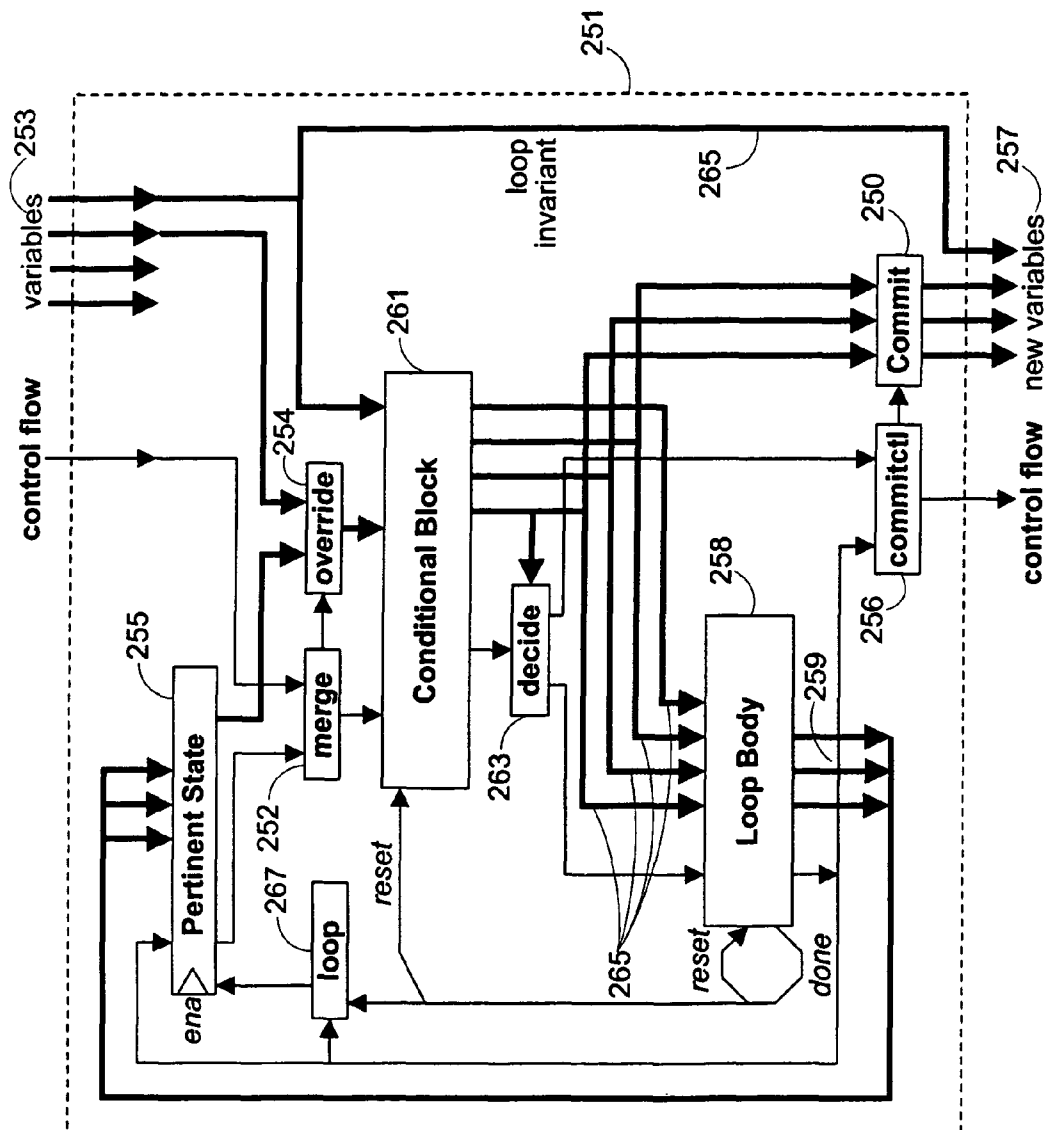 control flow
variables
253
251
255
Pertinent State
ena
254
override
merge
252
267
loop
261
Conditional Block
reset
loop
invariant
decide
263
265
258
Loop Body
265
reset
done
259
250
Commit
commitctl
256
control flow
new variables
257